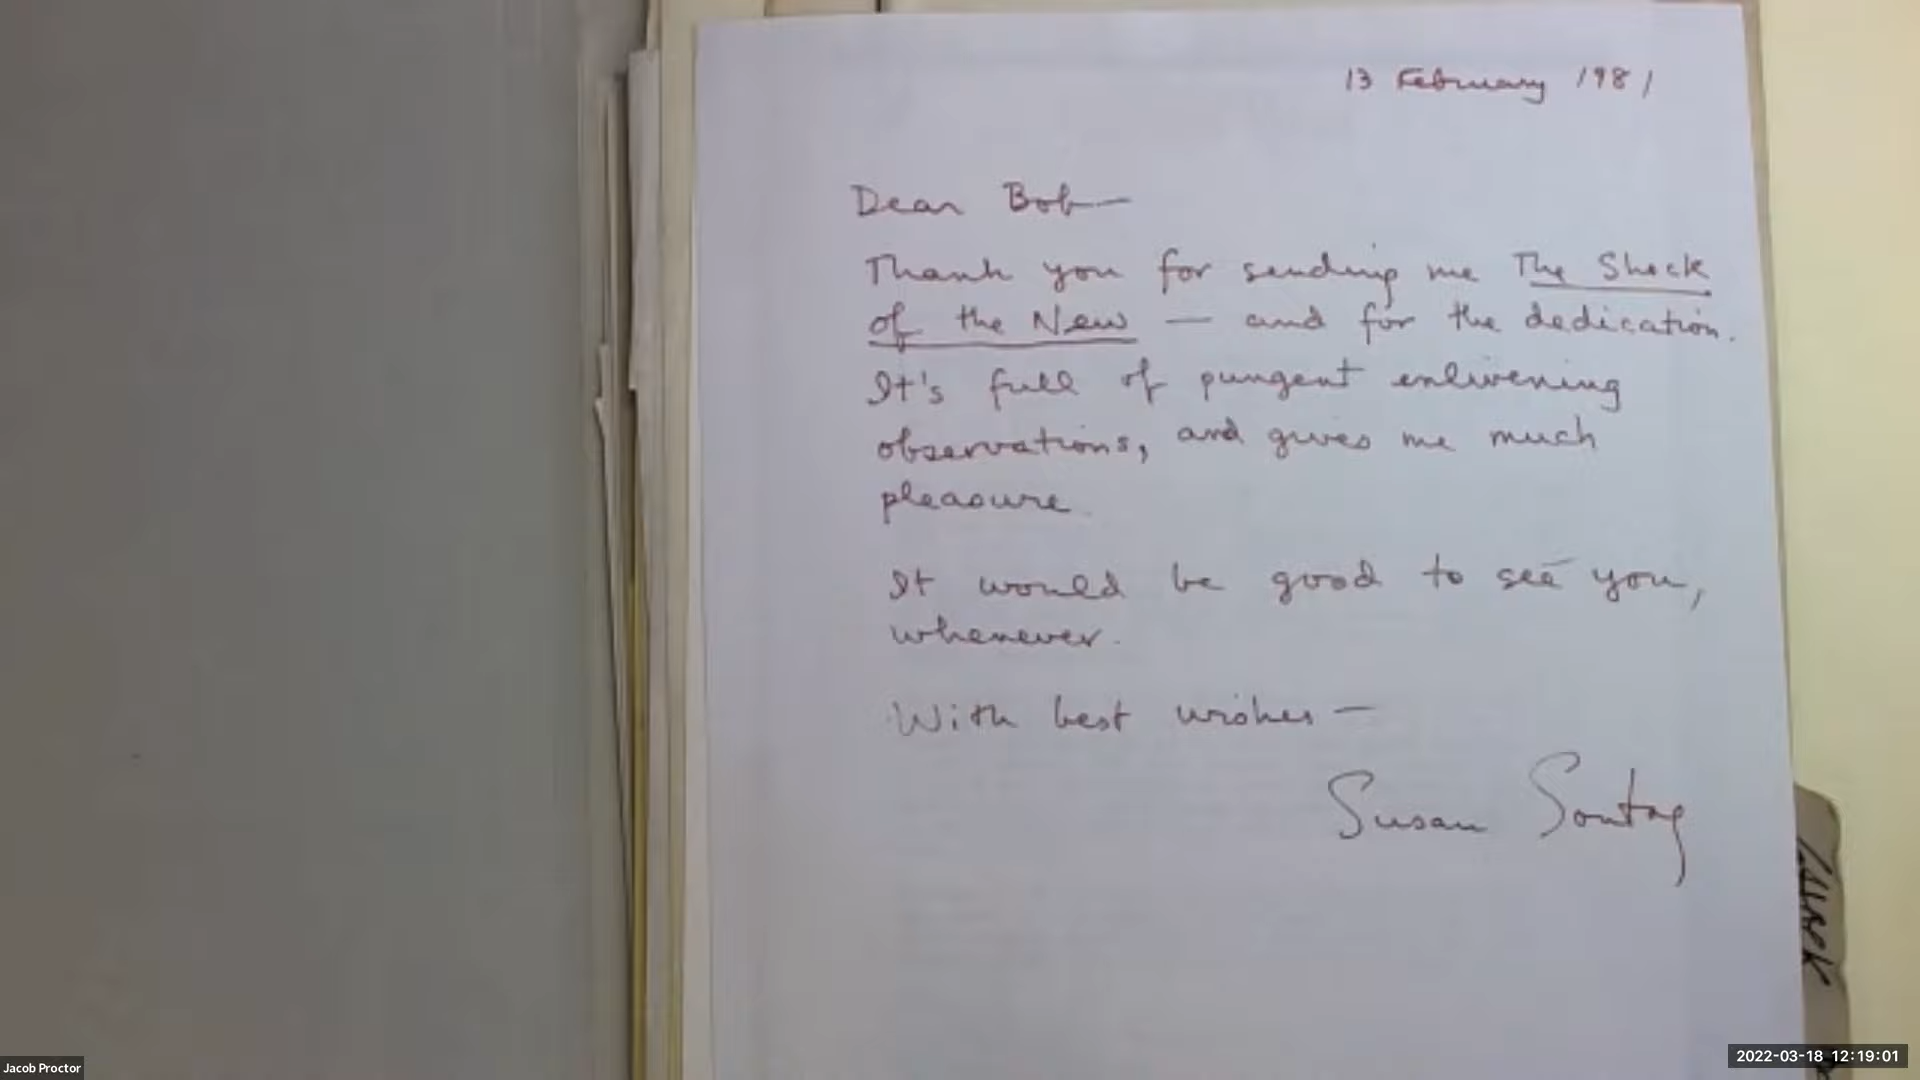 13 February 1981
Dear Bob—
Thank you for sending me The Shock
of the New — and for the dedication.
It's full of pungent enlivening
observations, and gives me much
pleasure.
It would be good to see you,
whenever.
With best wishes —
Susan Sontag
Jacob Proctor
2022-03-18 12:19:01